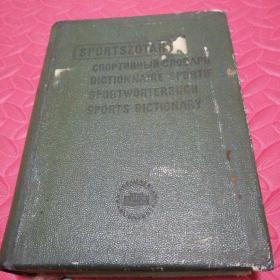 SPORTSZÓTÁR
СПОРТИВНЫЙ СЛОВАРЬ
DICTIONNAIRE SPORTIF
SPORTWÖRTERBUCH
SPORTS DICTIONARY